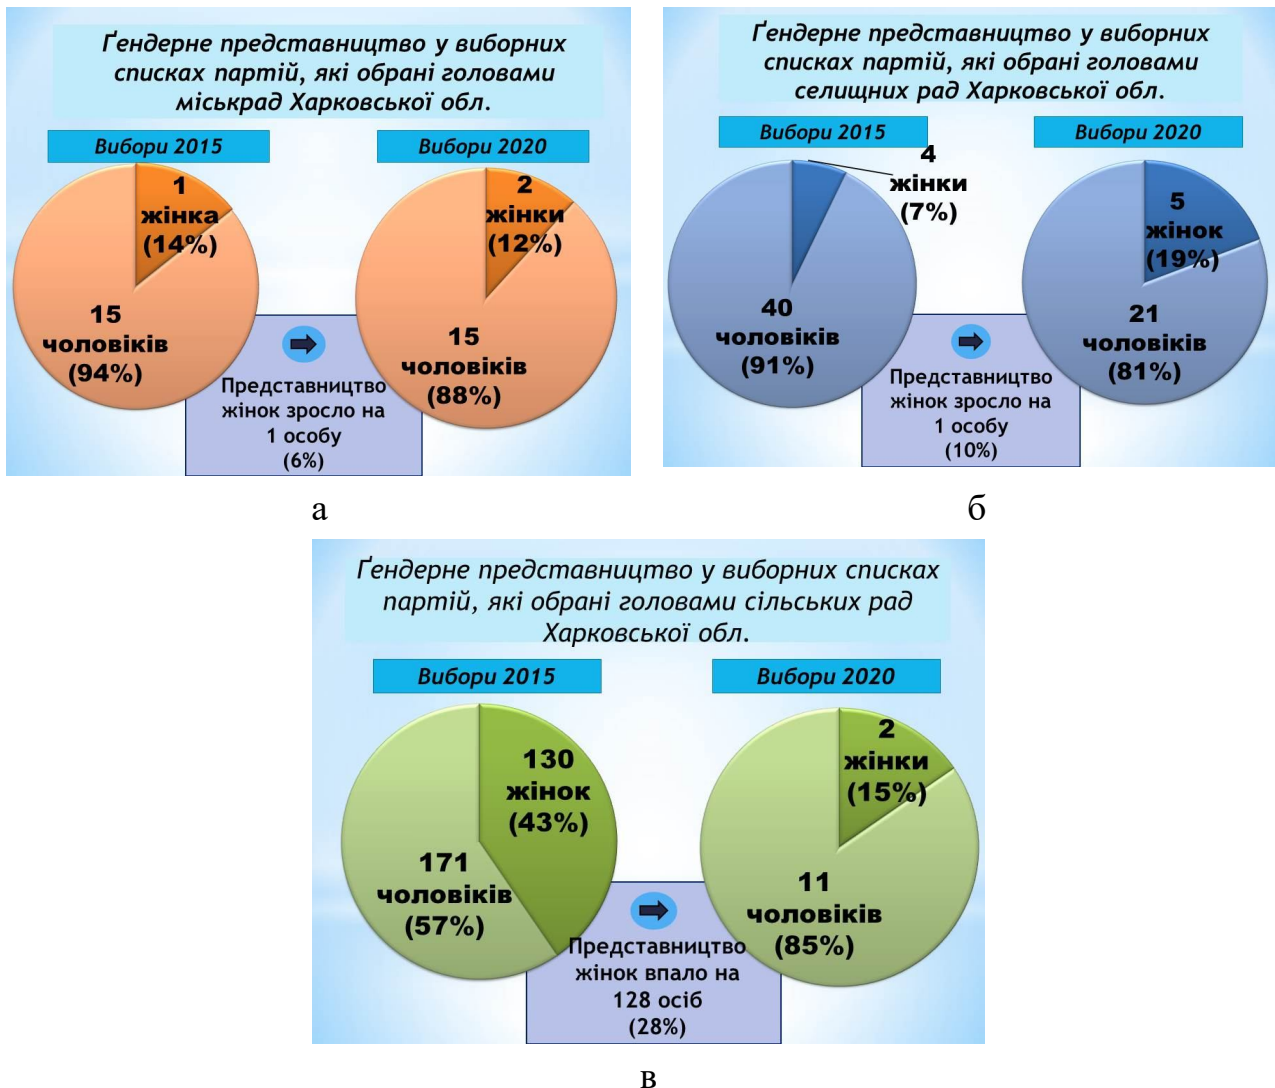 Ґендерне представництво у виборних
списках партій, які обрані головами
міськрад Харковської обл.
Вибори 2015
Вибори 2020
1
жінка
(14%)
15
чоловіків
(94%)
2
жінки
(12%)
15
чоловіків
(88%)
Представництво
жінок зросло на
1 особу
(6%)
а
Ґендерне представництво у виборних
списках партій, які обрані головами
селищних рад Харковської обл.
Вибори 2015
Вибори 2020
4
жінки
(7%)
40
чоловіків
(91%)
5
жінок
(19%)
21
чоловіків
(81%)
Представництво
жінок зросло на
1 особу
(10%)
б
Ґендерне представництво у виборних списках
партій, які обрані головами сільських рад
Харковської обл.
Вибори 2015
Вибори 2020
130
жінок
(43%)
171
чоловіків
(57%)
2
жінки
(15%)
11
чоловіків
(85%)
Представництво
жінок впало на
128 осіб
(28%)
в